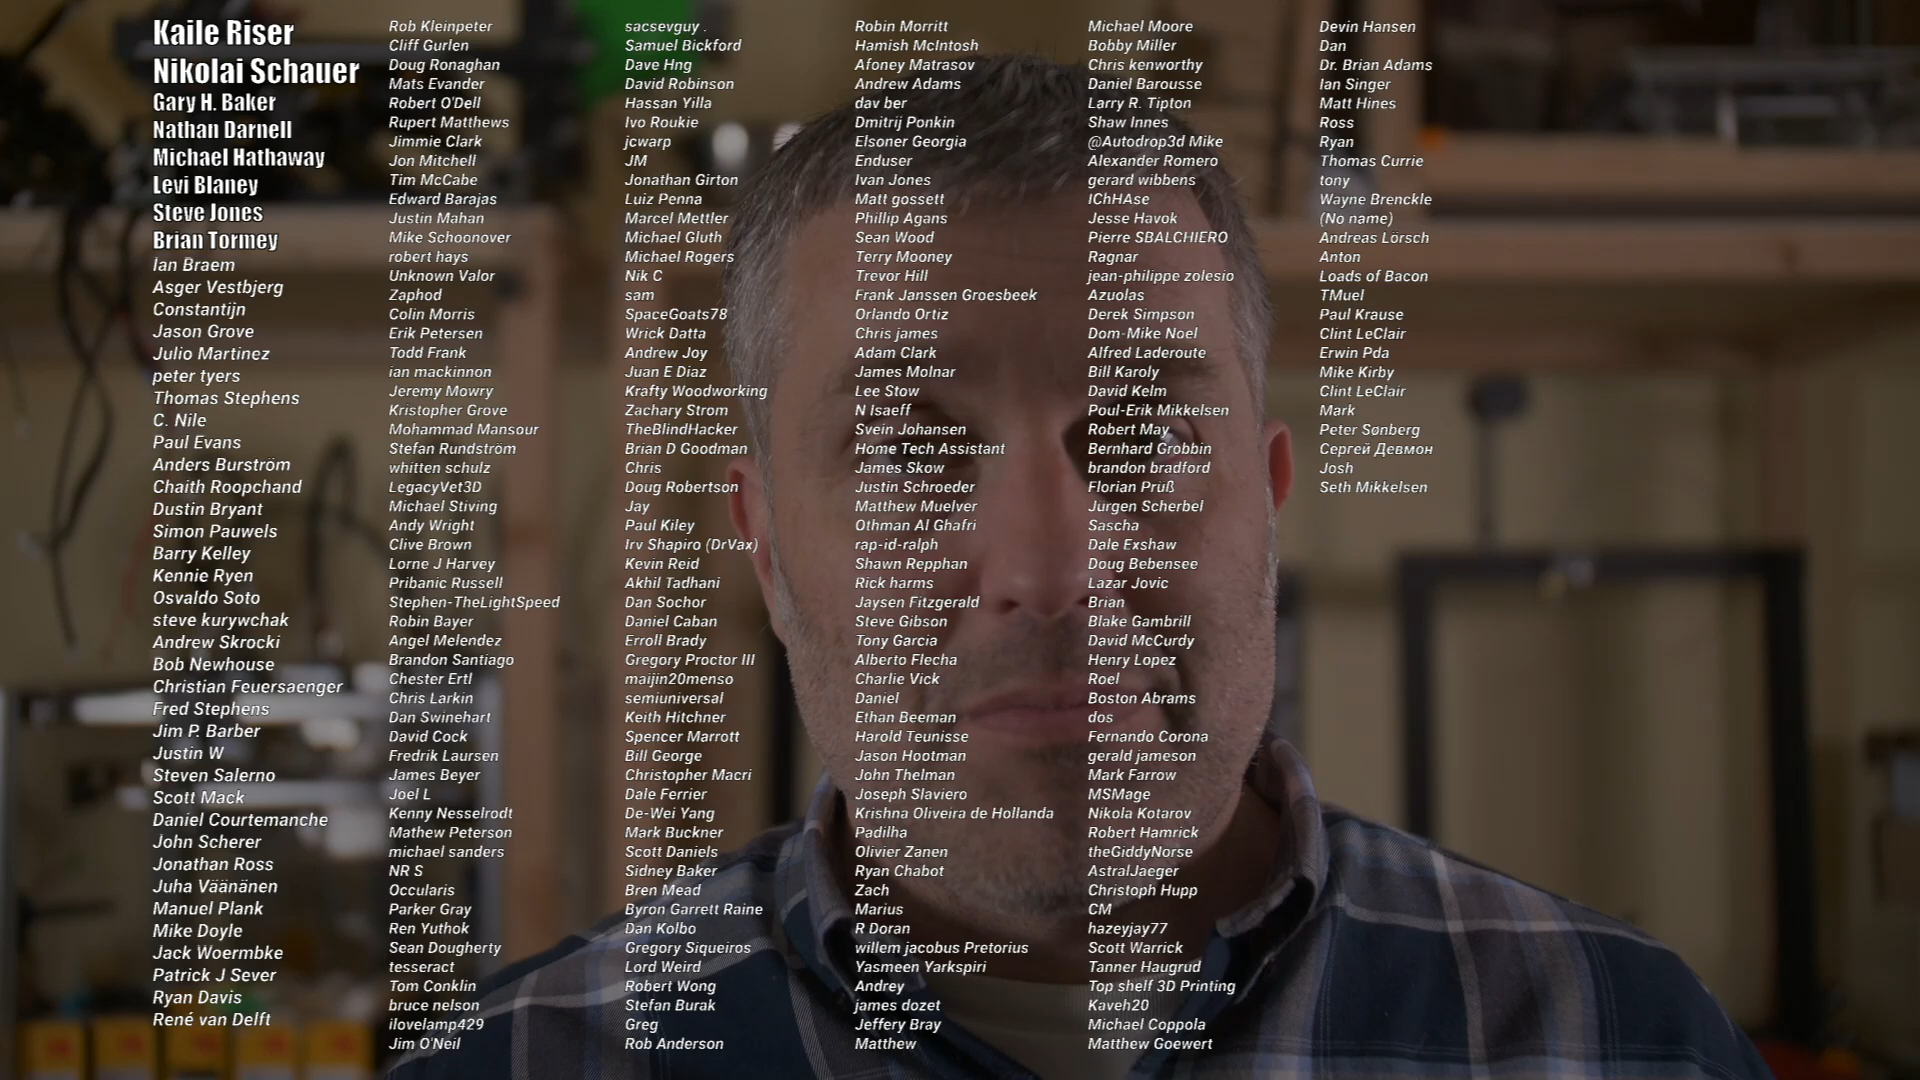 Kaile Riser
Nikolai Schauer
Gary H. Baker
Nathan Darnell
Michael Hathaway
Levi Blaney
Steve Jones
Brian Tormey
Ian Braem
Asger Vestbjerg
Constantijn
Jason Grove
Julio Martinez
peter tyers
Thomas Stephens
C. Nile
Paul Evans
Anders Burström
Chaith Roopchand
Dustin Bryant
Simon Pauwels
Barry Kelley
Kennie Ryen
Osvaldo Soto
steve kurywchak
Andrew Skrocki
Bob Newhouse
Christian Feuersaenger
Fred Stephens
Jim P. Barber
Justin W
Steven Salerno
Scott Mack
Daniel Courtemanche
John Scherer
Jonathan Ross
Juha Väänänen
Manuel Plank
Mike Doyle
Jack Woermbke
Patrick J Sever
Ryan Davis
René van Delft
Rob Kleinpeter
Cliff Gurlen
Doug Ronaghan
Mats Evander
Robert O'Dell
Rupert Matthews
Jimmie Clark
Jon Mitchell
Tim McCabe
Edward Barajas
Justin Mahan
Mike Schoonover
robert hays
Unknown Valor
Zaphod
Colin Morris
Erik Petersen
Todd Frank
ian mackinnon
Jeremy Mowry
Kristopher Grove
Mohammad Mansour
Stefan Rundström
whitten schulz
LegacyVet3D
Michael Stiving
Andy Wright
Clive Brown
Lorne J Harvey
Pribanic Russell
Stephen-TheLightSpeed
Robin Bayer
Angel Melendez
Brandon Santiago
Chester Ertl
Chris Larkin
Dan Swinehart
David Cock
Fredrik Laursen
James Beyer
Joel L
Kenny Nesselrodt
Mathew Peterson
michael sanders
NR S
Occularis
Parker Gray
Ren Yuthok
Sean Dougherty
tesseract
Tom Conklin
bruce nelson
ilovelamp429
Jim O'Neil
sacsevguy .
Samuel Bickford
Dave Hng
David Robinson
Hassan Yilla
Ivo Roukie
jcwarp
JM
Jonathan Girton
Luiz Penna
Marcel Mettler
Michael Gluth
Michael Rogers
Nik C
sam
SpaceGoats78
Wrick Datta
Andrew Joy
Juan E Diaz
Krafty Woodworking
Zachary Strom
TheBlindHacker
Brian D Goodman
Chris
Doug Robertson
Jay
Paul Kiley
Irv Shapiro (DrVax)
Kevin Reid
Akhil Tadhani
Dan Sochor
Daniel Caban
Erroll Brady
Gregory Proctor III
maijin20menso
semiuniversal
Keith Hitchner
Spencer Marrott
Bill George
Christopher Macri
Dale Ferrier
De-Wei Yang
Mark Buckner
Scott Daniels
Sidney Baker
Bren Mead
Byron Garrett Raine
Dan Kolbo
Gregory Siqueiros
Lord Weird
Robert Wong
Stefan Burak
Greg
Rob Anderson
Robin Morritt
Hamish McIntosh
Afoney Matrasov
Andrew Adams
dav ber
Dmitrij Ponkin
Elsoner Georgia
Enduser
Ivan Jones
Matt gossett
Phillip Agans
Sean Wood
Terry Mooney
Trevor Hill
Frank Janssen Groesbeek
Orlando Ortiz
Chris james
Adam Clark
James Molnar
Lee Stow
N Isaeff
Svein Johansen
Home Tech Assistant
James Skow
Justin Schroeder
Matthew Muelver
Othman Al Ghafri
rap-id-ralph
Shawn Repphan
Rick harms
Jaysen Fitzgerald
Steve Gibson
Tony Garcia
Alberto Flecha
Charlie Vick
Daniel
Ethan Beeman
Harold Teunisse
Jason Hootman
John Thelman
Joseph Slaviero
Krishna Oliveira de Hollanda
Padilha
Olivier Zanen
Ryan Chabot
Zach
Marius
R Doran
willem jacobus Pretorius
Yasmeen Yarkspiri
Andrey
james dozet
Jeffery Bray
Matthew
Michael Moore
Bobby Miller
Chris kenworthy
Daniel Barousse
Larry R. Tipton
Shaw Innes
@Autodrop3d Mike
Alexander Romero
gerard wibbens
IChHAse
Jesse Havok
Pierre SBALCHIERO
Ragnar
jean-philippe zolesio
Azuolas
Derek Simpson
Dom-Mike Noel
Alfred Laderoute
Bill Karoly
David Kelm
Poul-Erik Mikkelsen
Robert May
Bernhard Grobbin
brandon bradford
Florian Prüß
Jürgen Scherbel
Sascha
Dale Exshaw
Doug Bebensee
Lazar Jovic
Brian
Blake Gambrill
David McCurdy
Henry Lopez
Roel
Boston Abrams
dos
Fernando Corona
gerald jameson
Mark Farrow
MSMage
Nikola Kotarov
Robert Hamrick
theGiddyNorse
AstralJaeger
Christoph Hupp
CM
hazeyjay77
Scott Warrick
Tanner Haugrud
Top shelf 3D Printing
Kaveh20
Michael Coppola
Matthew Goewert
Devin Hansen
Dan
Dr. Brian Adams
Ian Singer
Matt Hines
Ross
Ryan
Thomas Currie
tony
Wayne Brenckle
(No name)
Andreas Lörsch
Anton
Loads of Bacon
TMuel
Paul Krause
Clint LeClair
Erwin Pda
Mike Kirby
Clint LeClair
Mark
Peter Sønberg
Сергей Девмон
Josh
Seth Mikkelsen